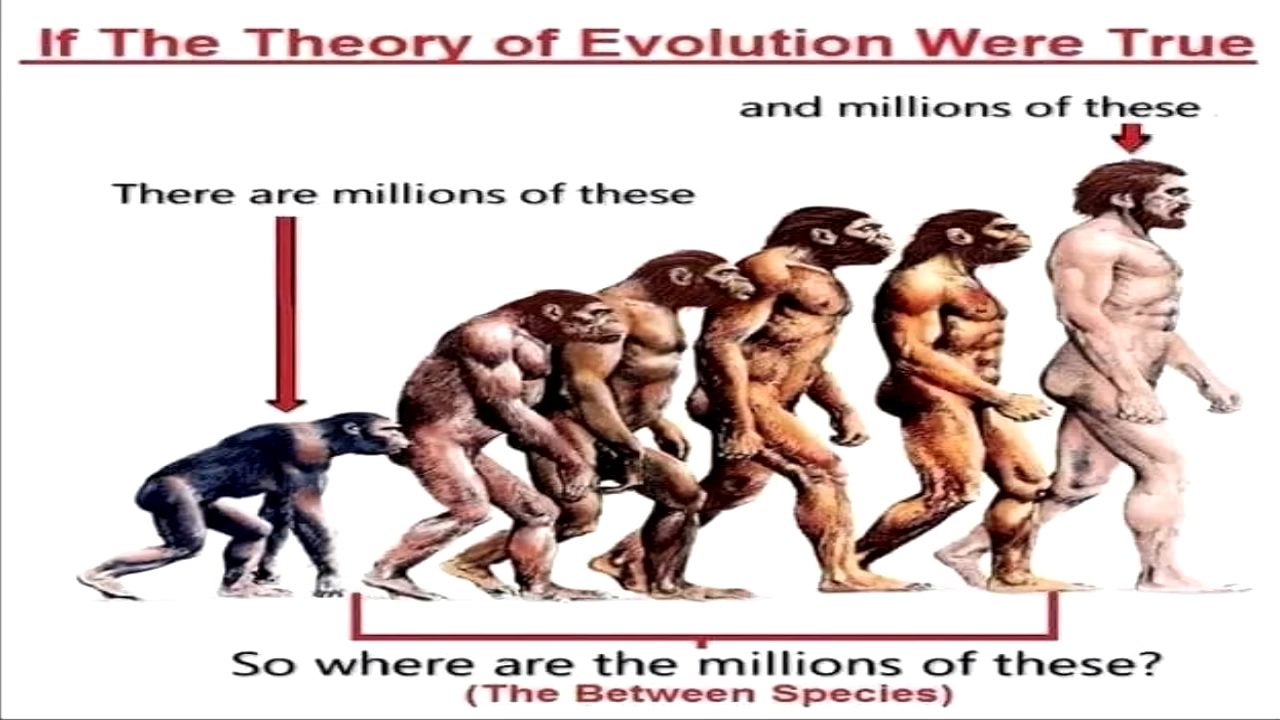 If The Theory of Evolution Were True
and millions of these
There are millions of these
So where are the millions of these?
(The Between Species)